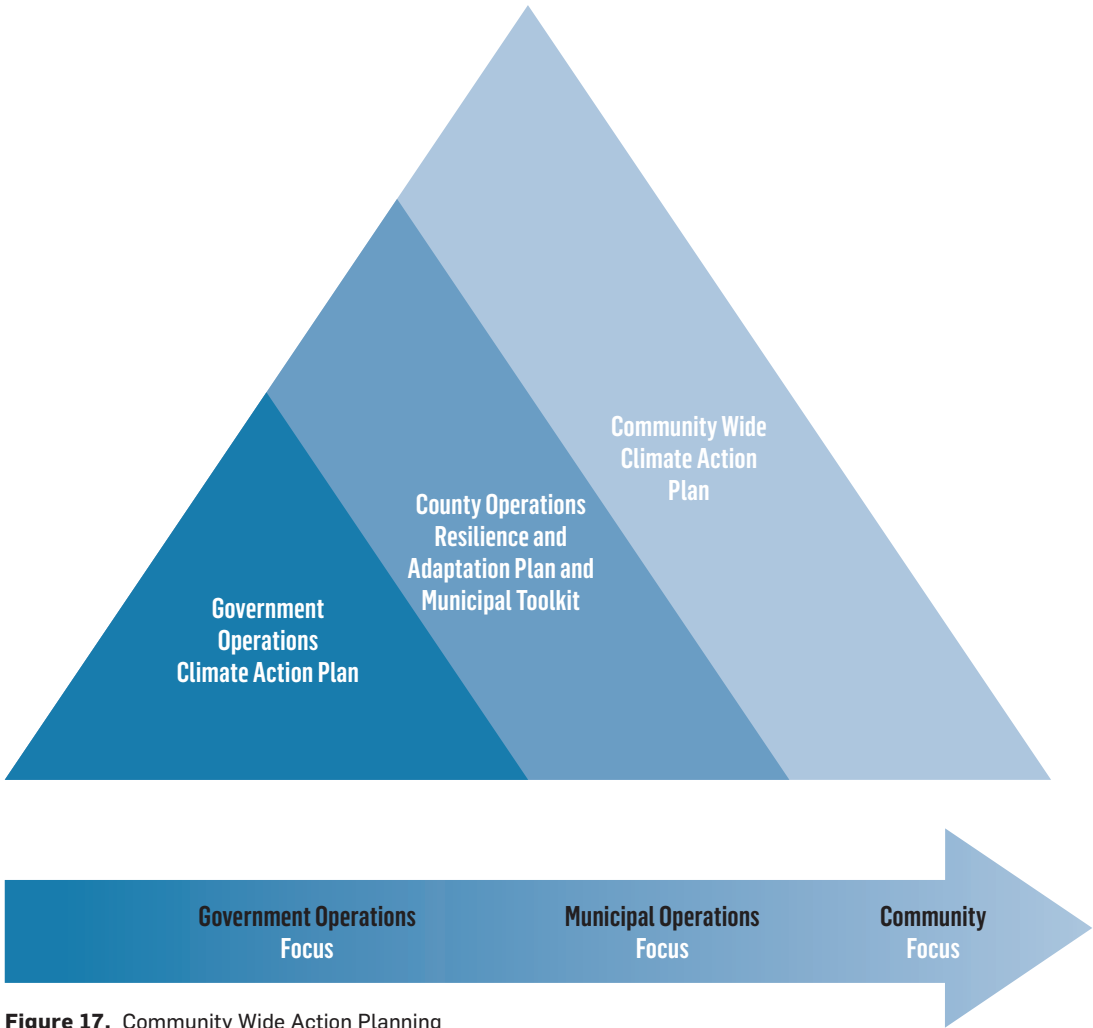 Community Wide
Climate Action
Plan
County Operations
Resilience and
Adaptation Plan and
Municipal Toolkit
Government
Operations
Climate Action Plan
Government Operations
Focus
Municipal Operations
Focus
Community
Focus
Figure 17. Community Wide Action Planning